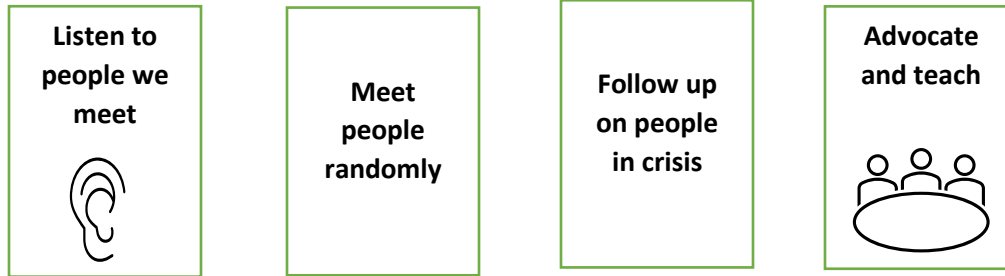 Listen to
people we
meet
Meet
people
randomly
Follow up
on people
in crisis
Advocate
and teach